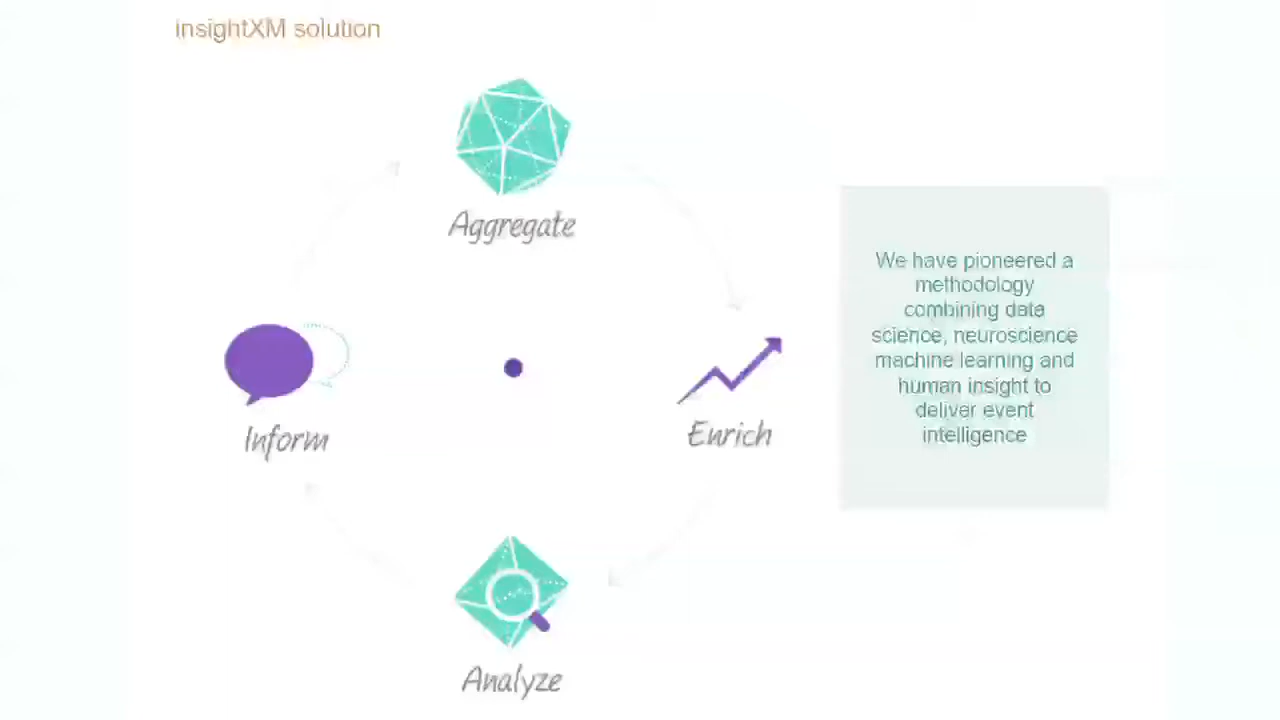 insightXM solution
Aggregate
Inform
Enrich
Analyze
We have pioneered a
methodology
combining data
science, neuroscience
machine learning and
human insight to
deliver event
intelligence